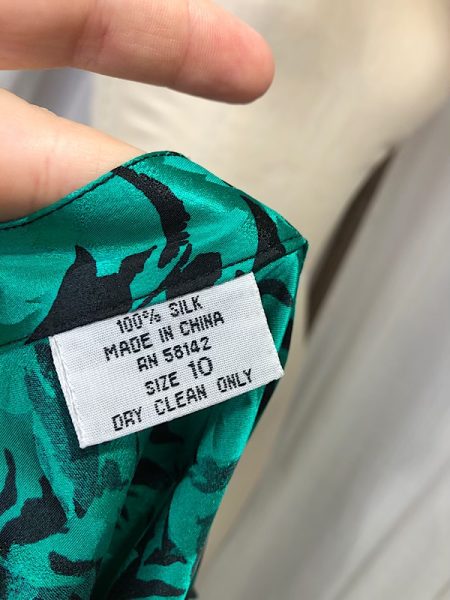 100% SILK
MADE IN CHINA
RN 58142
SIZE 10
DRY CLEAN ONLY